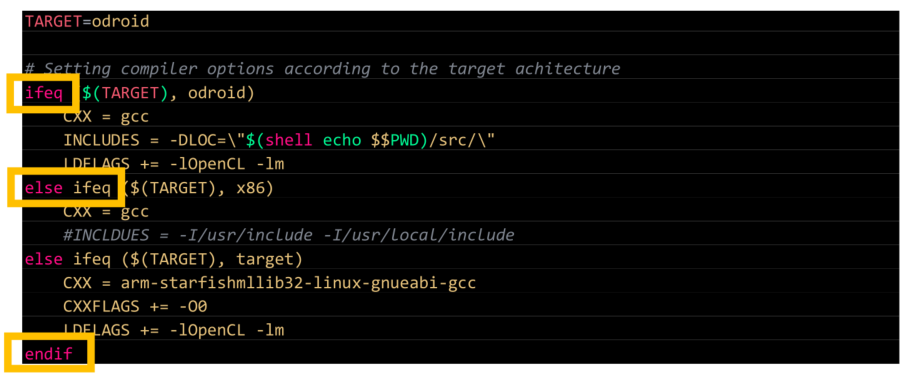 TARGET=odroid
# Setting compiler options according to the target achitecture
ifeq ($(TARGET), odroid)
CXX = gcc
INCLUDES = -DLOC=\"$(shell echo $$PWD)/src/\"
LDFLAGS += -lOpenCL -lm
else ifeq ($(TARGET), x86)
CXX = gcc
#INCLDUES = -I/usr/include -I/usr/local/include
else ifeq ($(TARGET), target)
CXX = arm-starfishmllib32-linux-gnueabi-gcc
CXXFLAGS += -O0
LDFLAGS += -lOpenCL -lm
endif